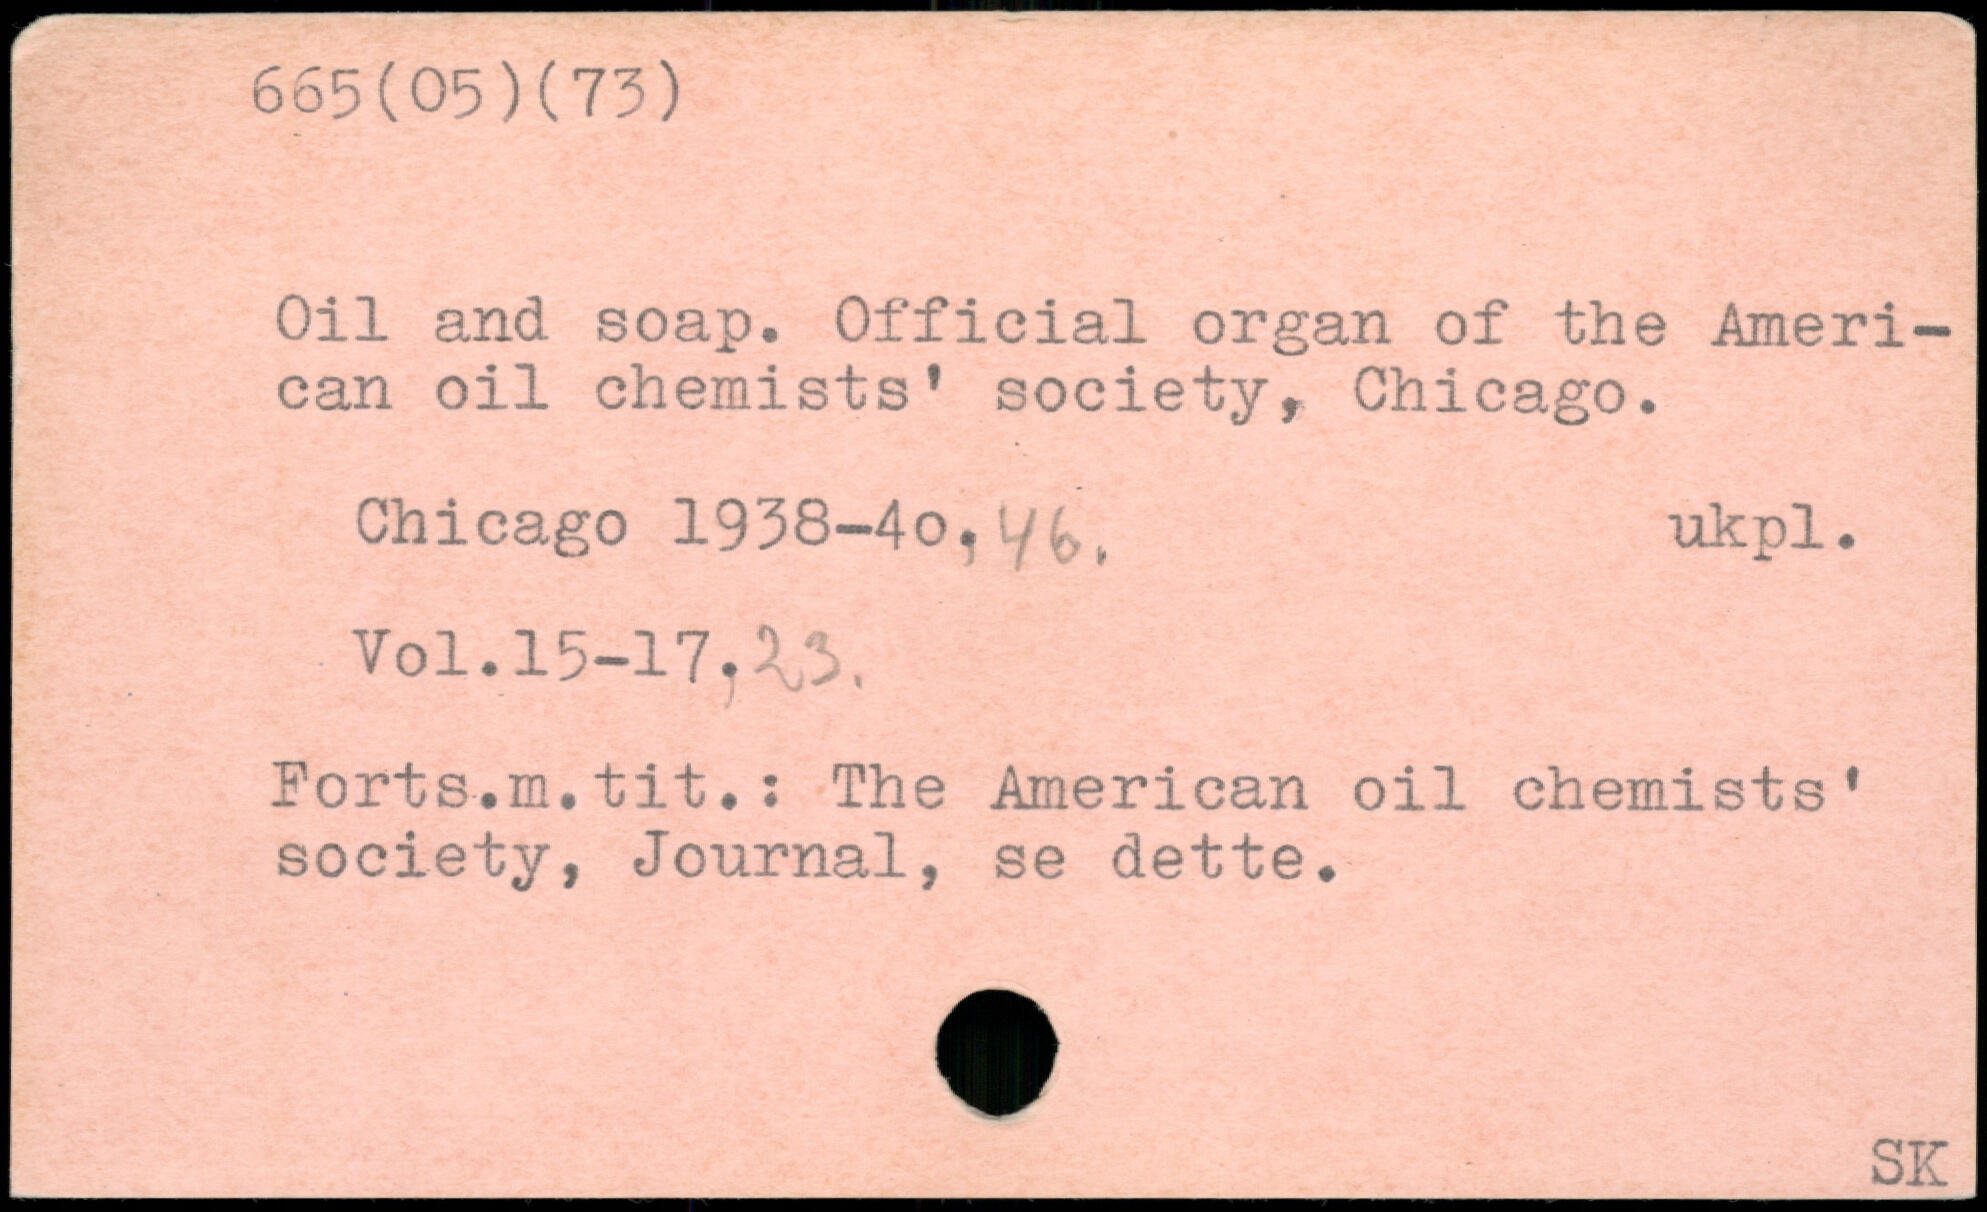 665(05)(73)
Oil and soap. Official organ of the Ameri-
can oil chemists' society, Chicago.
Chicago 1938-4o, 46. ukpl.
Vol.15-17, 23.
Forts.m.tit.: The American oil chemists'
society, Journal, se dette.
SK